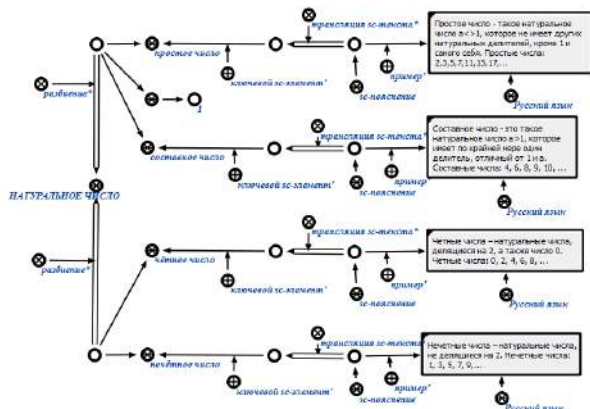 трансляция sc-текста*
Простое число - такое натуральное
число a<>1, которое не имеет других
натуральных делителей, кроме 1 и
самого себя. Простые числа:
2,3,5,7,11,13,17,...
простое число
ключевой sc-элемент'
пример'
sc-пояснение
Русский язык
разбиение*
1
трансляция sc-текста*
Составное число - это такое
натуральное число a>1, которое
имеет по крайней мере один
делитель, отличный от 1 и a.
Составные числа: 4, 6, 8, 9, 10, ...
составное число
ключевой sc-элемент'
пример'
sc-пояснение
Русский язык
НАТУРАЛЬНОЕ ЧИСЛО
трансляция sc-текста*
Четные числа – натуральные числа,
делящиеся на 2, а также число 0.
Четные числа: 0, 2, 4, 6, 8, ...
чётное число
разбиение*
ключевой sc-элемент'
пример'
sc-пояснение
Русский язык
трансляция sc-текста*
Нечетные числа – натуральные числа,
не делящиеся на 2. Нечетные числа:
1, 3, 5, 7, 9,...
нечётное число
ключевой sc-элемент'
пример'
sc-пояснение
Русский язык